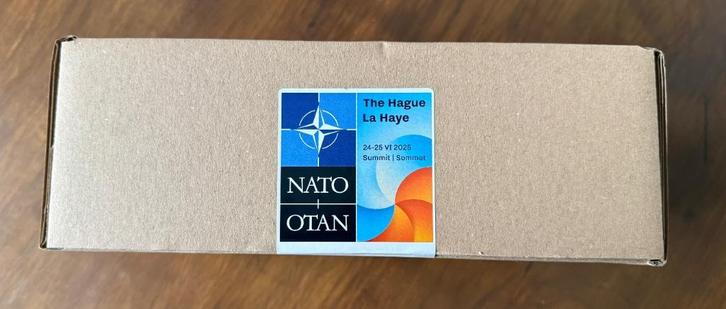 The Hague
La Haye
24-25 VI 2025
Summit | Sommet
NATO
OTAN